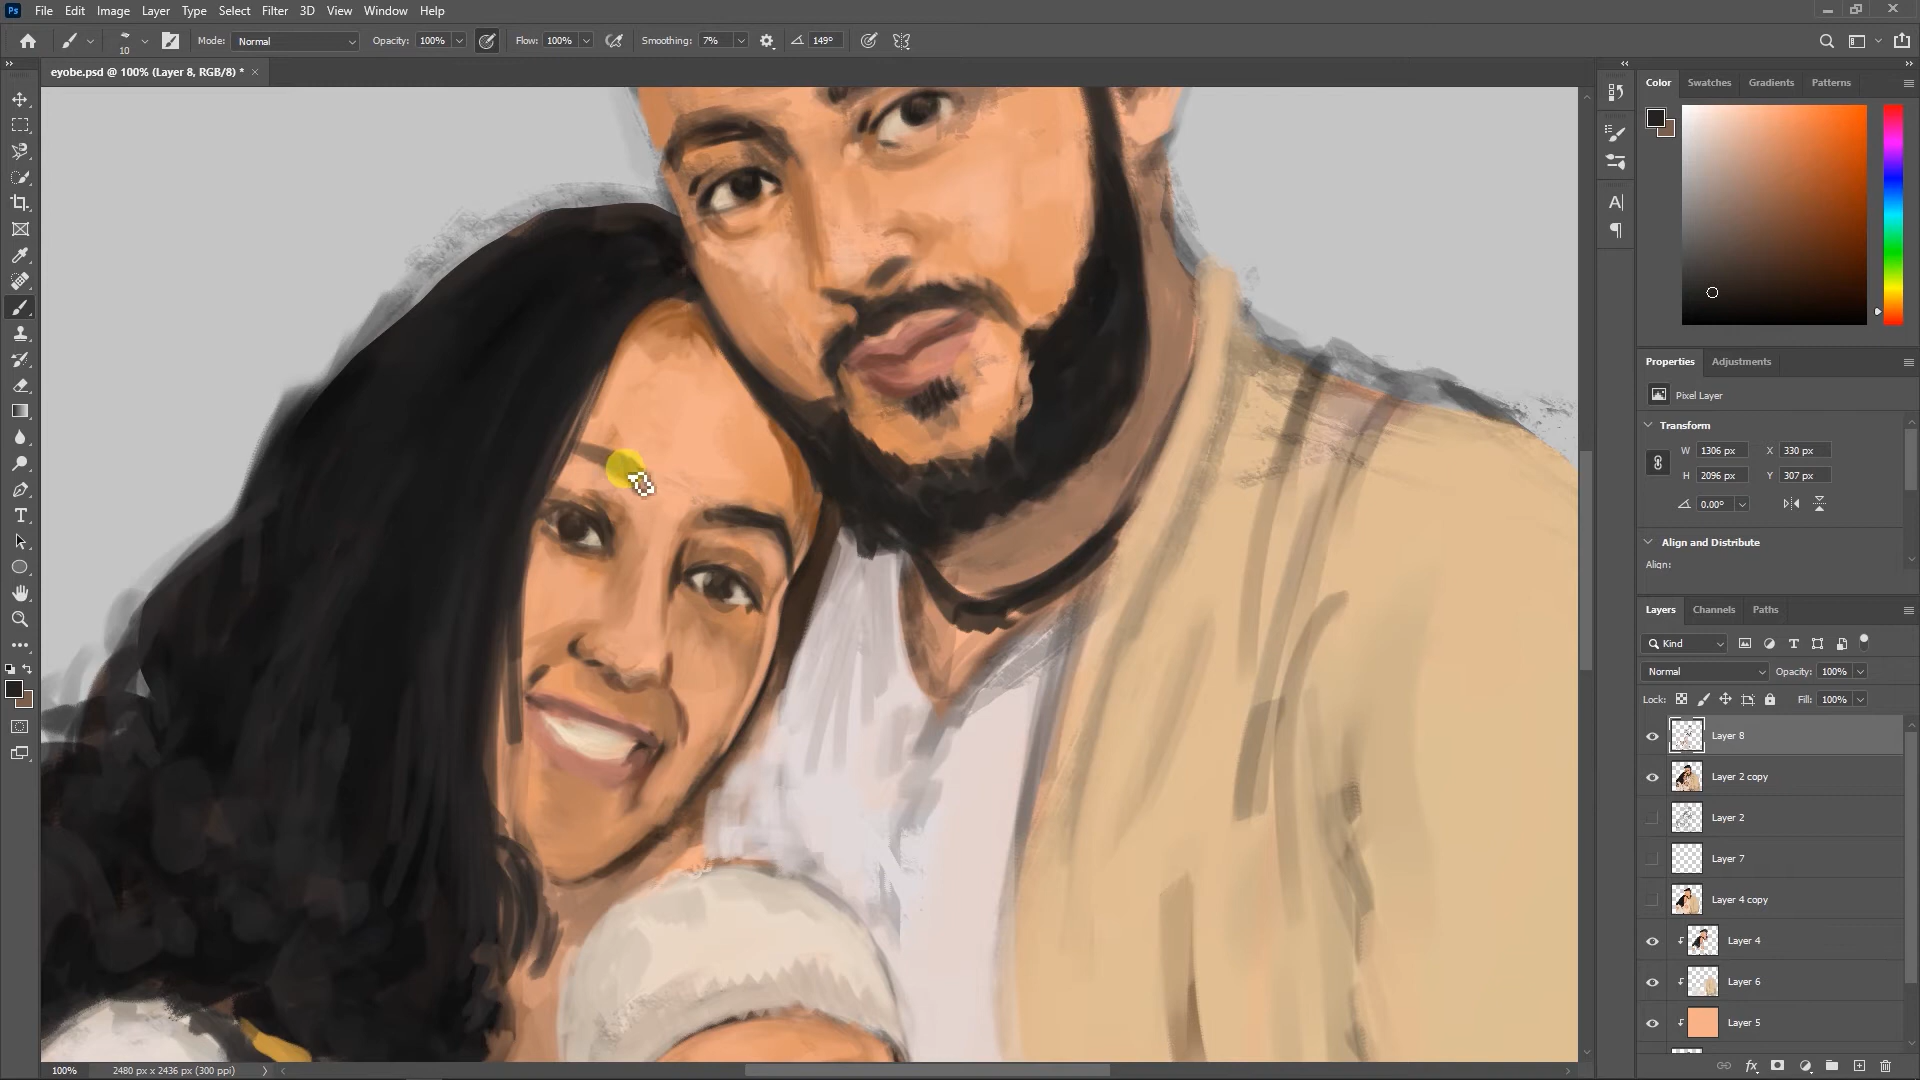 Ps File Edit Image Layer Type Select Filter 3D View Window Help
10 Mode: Normal Opacity: 100% Flow: 100% Smoothing: 7% 149°
eyobe.psd @ 100% (Layer 8, RGB/8) *
Color Swatches Gradients Patterns
Properties Adjustments
Pixel Layer
Transform
W 1306 px X 330 px
H 2096 px Y 307 px
0.00°
Align and Distribute
Align:
Layers Channels Paths
Kind
Normal Opacity: 100%
Lock: Fill: 100%
Layer 8
Layer 2 copy
Layer 2
Layer 7
Layer 4 copy
Layer 4
Layer 6
Layer 5
100% 2480 px x 2436 px (300 ppi)